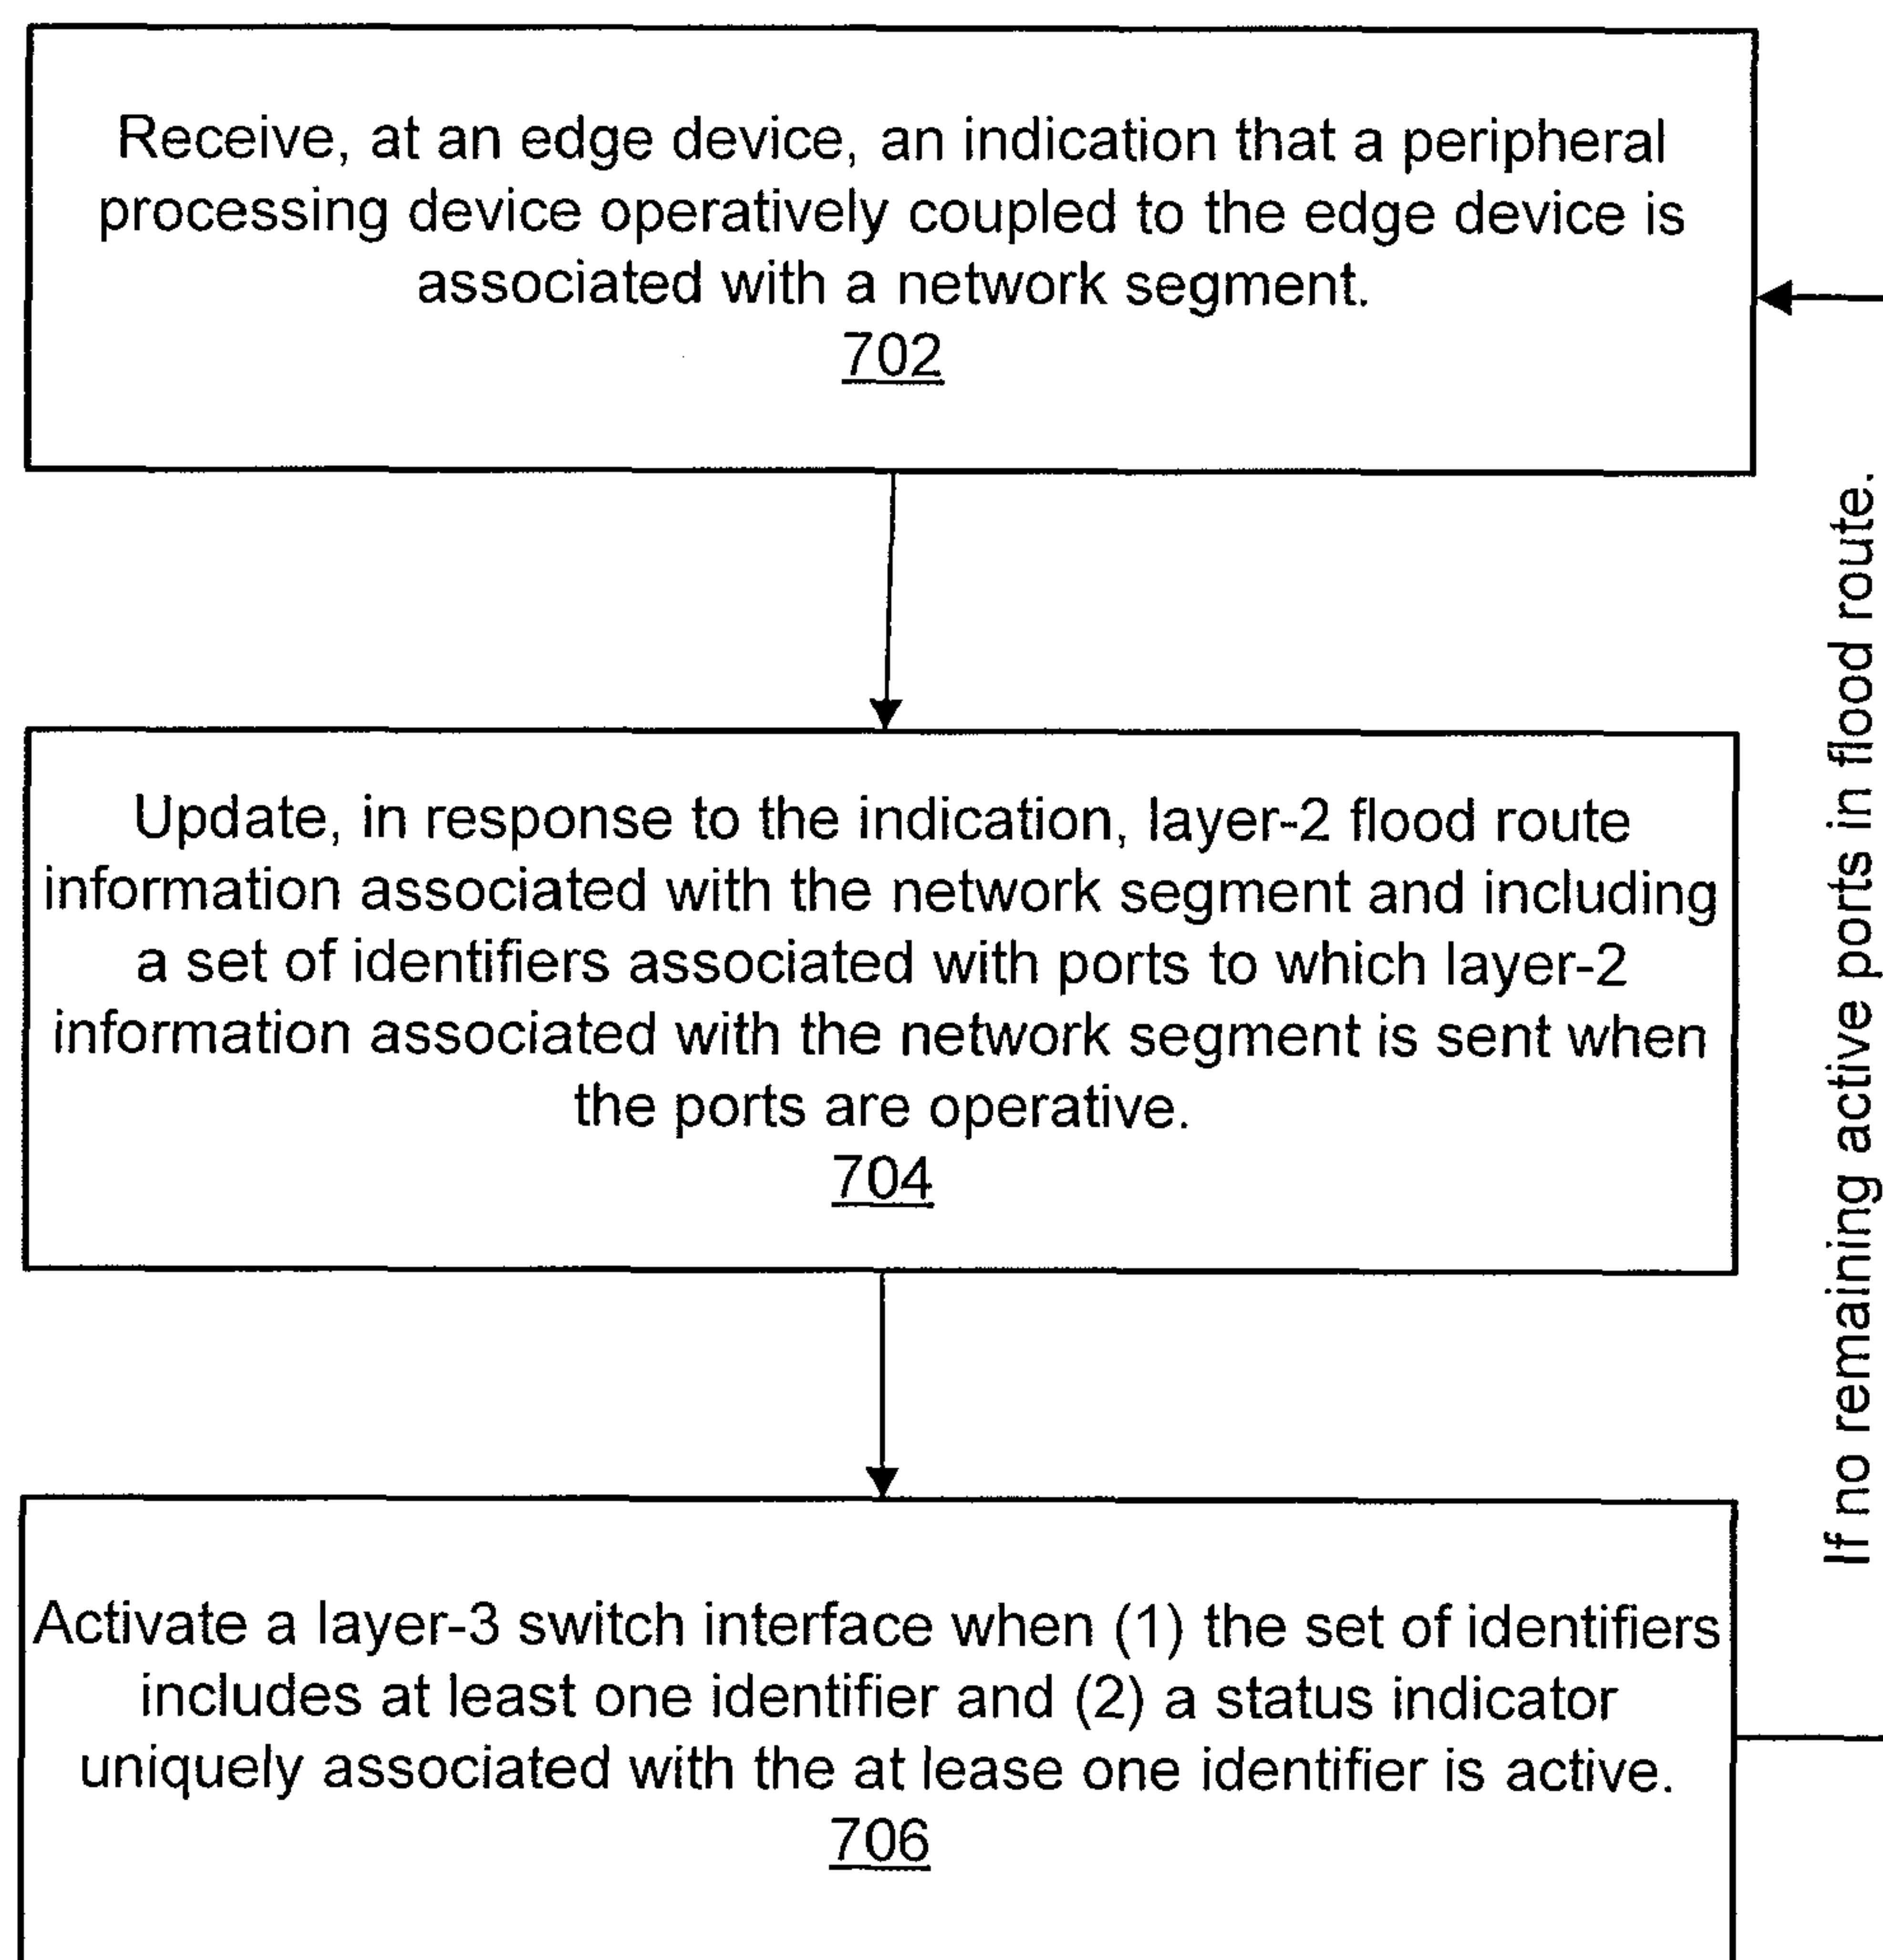 Receive, at an edge device, an indication that a peripheral
processing device operatively coupled to the edge device is
associated with a network segment.
702
Update, in response to the indication, layer-2 flood route
information associated with the network segment and including
a set of identifiers associated with ports to which layer-2
information associated with the network segment is sent when
the ports are operative.
704
Activate a layer-3 switch interface when (1) the set of identifiers
includes at least one identifier and (2) a status indicator
uniquely associated with the at lease one identifier is active.
706
If no remaining active ports in flood route.